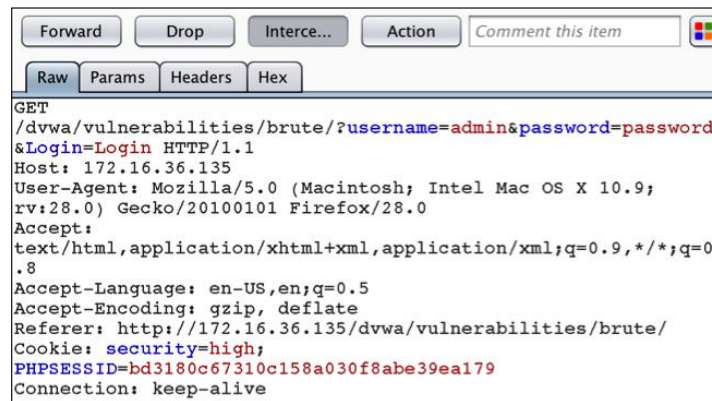 Forward Drop Interce... Action Comment this item
Raw Params Headers Hex
GET
/dvwa/vulnerabilities/brute/?username=admin&password=password
&Login=Login HTTP/1.1
Host: 172.16.36.135
User-Agent: Mozilla/5.0 (Macintosh; Intel Mac OS X 10.9;
rv:28.0) Gecko/20100101 Firefox/28.0
Accept:
text/html,application/xhtml+xml,application/xml;q=0.9,*/*;q=0
.8
Accept-Language: en-US,en;q=0.5
Accept-Encoding: gzip, deflate
Referer: http://172.16.36.135/dvwa/vulnerabilities/brute/
Cookie: security=high;
PHPSESSID=bd3180c67310c158a030f8abe39ea179
Connection: keep-alive